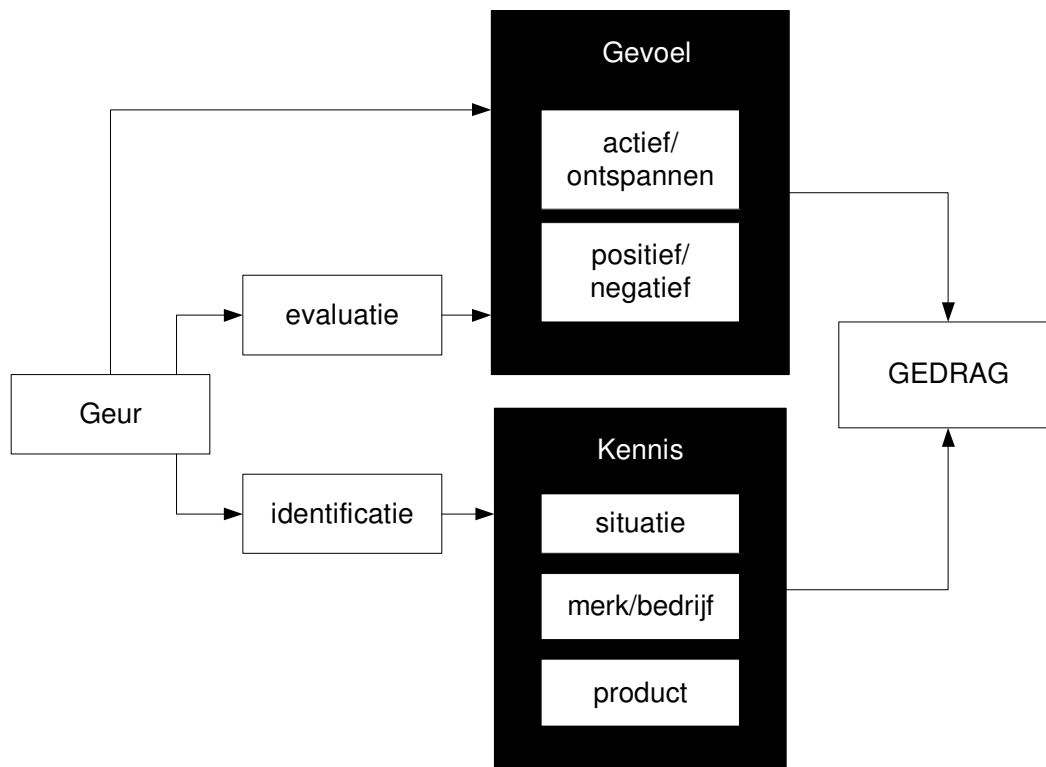 Gevoel
actief/
ontspannen
positief/
negatief
evaluatie
GEDRAG
Geur
Kennis
identificatie
situatie
merk/bedrijf
product